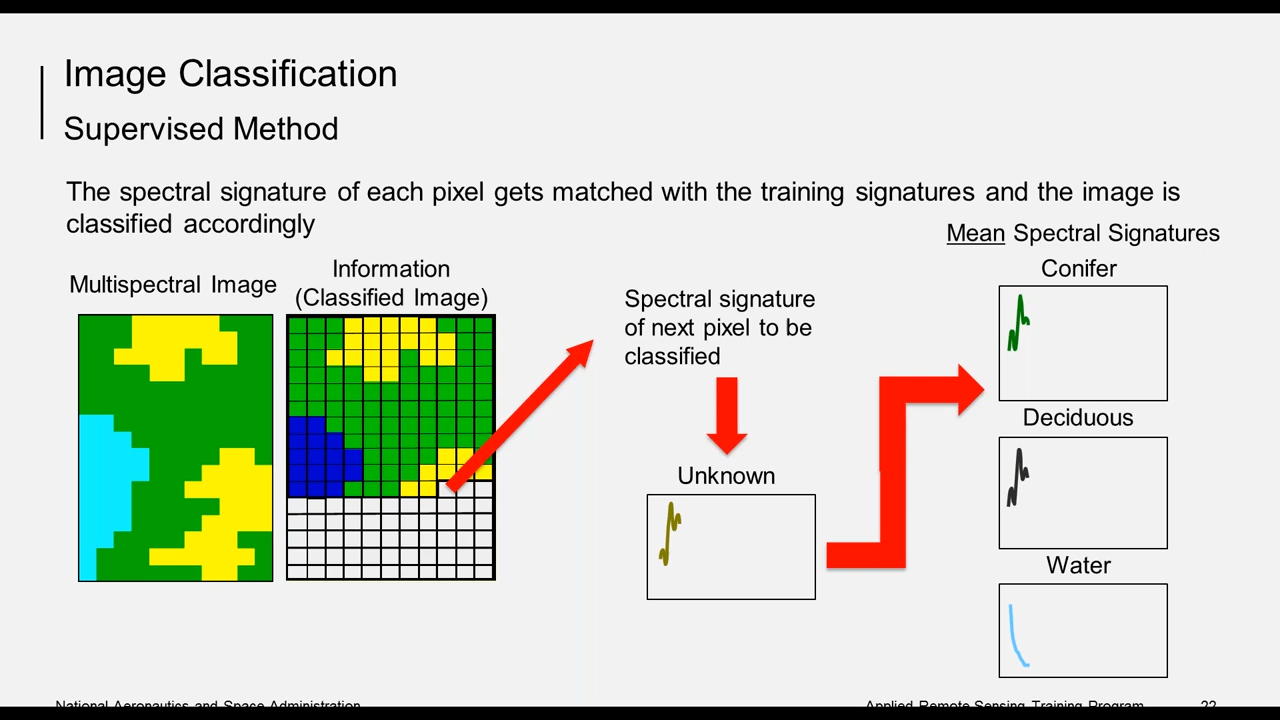 Image Classification
Supervised Method
The spectral signature of each pixel gets matched with the training signatures and the image is
classified accordingly
Mean Spectral Signatures
Multispectral Image
Information
(Classified Image)
Spectral signature
of next pixel to be
classified
Unknown
Conifer
Deciduous
Water
National Aeronautics and Space Administration
Applied Remote Sensing Training Program
22